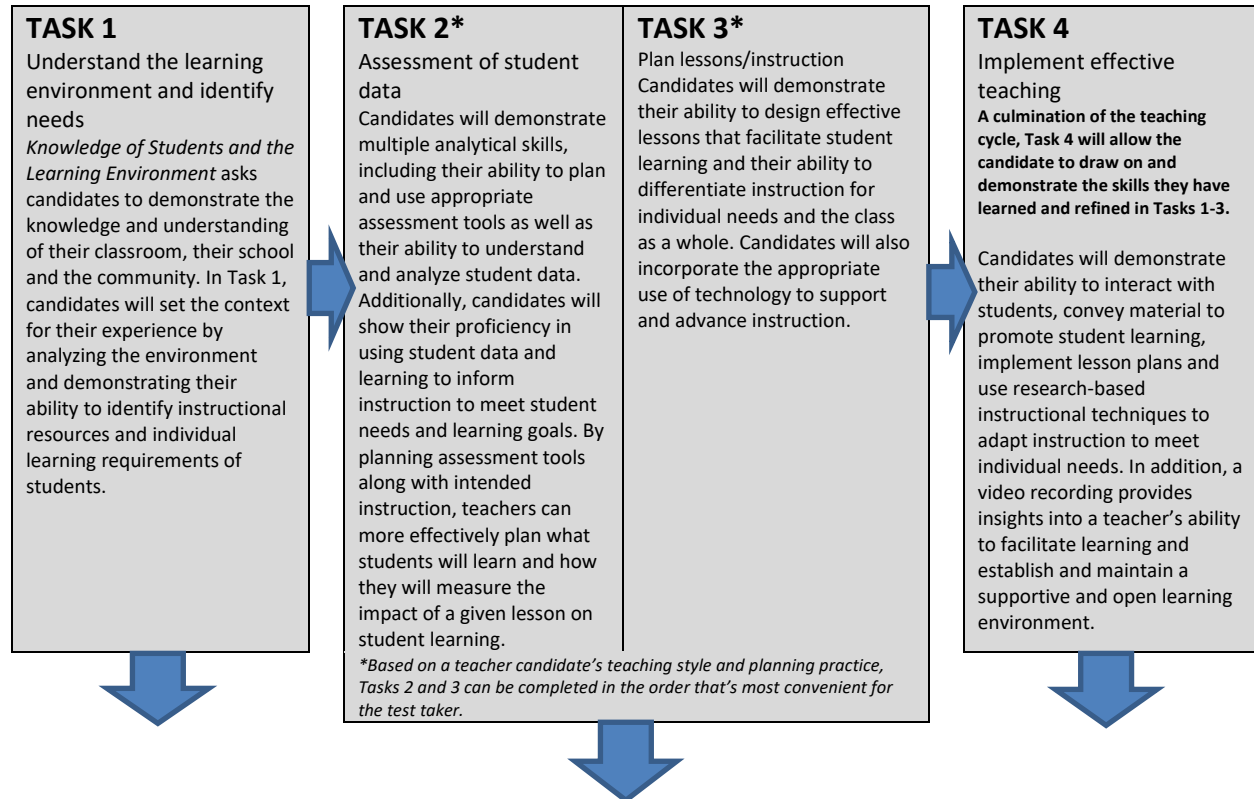 TASK 1
Understand the learning
environment and identify
needs
Knowledge of Students and the
Learning Environment asks
candidates to demonstrate the
knowledge and understanding
of their classroom, their school
and the community. In Task 1,
candidates will set the context
for their experience by
analyzing the environment
and demonstrating their
ability to identify instructional
resources and individual
learning requirements of
students.
TASK 2*
Assessment of student
data
Candidates will demonstrate
multiple analytical skills,
including their ability to plan
and use appropriate
assessment tools as well as
their ability to understand
and analyze student data.
Additionally, candidates will
show their proficiency in
using student data and
learning to inform
instruction to meet student
needs and learning goals. By
planning assessment tools
along with intended
instruction, teachers can
more effectively plan what
students will learn and how
they will measure the
impact of a given lesson on
student learning.
TASK 3*
Plan lessons/instruction
Candidates will demonstrate
their ability to design effective
lessons that facilitate student
learning and their ability to
differentiate instruction for
individual needs and the class
as a whole. Candidates will also
incorporate the appropriate
use of technology to support
and advance instruction.
*Based on a teacher candidate's teaching style and planning practice,
Tasks 2 and 3 can be completed in the order that's most convenient for
the test taker.
TASK 4
Implement effective
teaching
A culmination of the teaching
cycle, Task 4 will allow the
candidate to draw on and
demonstrate the skills they have
learned and refined in Tasks 1-3.
Candidates will demonstrate
their ability to interact with
students, convey material to
promote student learning,
implement lesson plans and
use research-based
instructional techniques to
adapt instruction to meet
individual needs. In addition, a
video recording provides
insights into a teacher's ability
to facilitate learning and
establish and maintain a
supportive and open learning
environment.